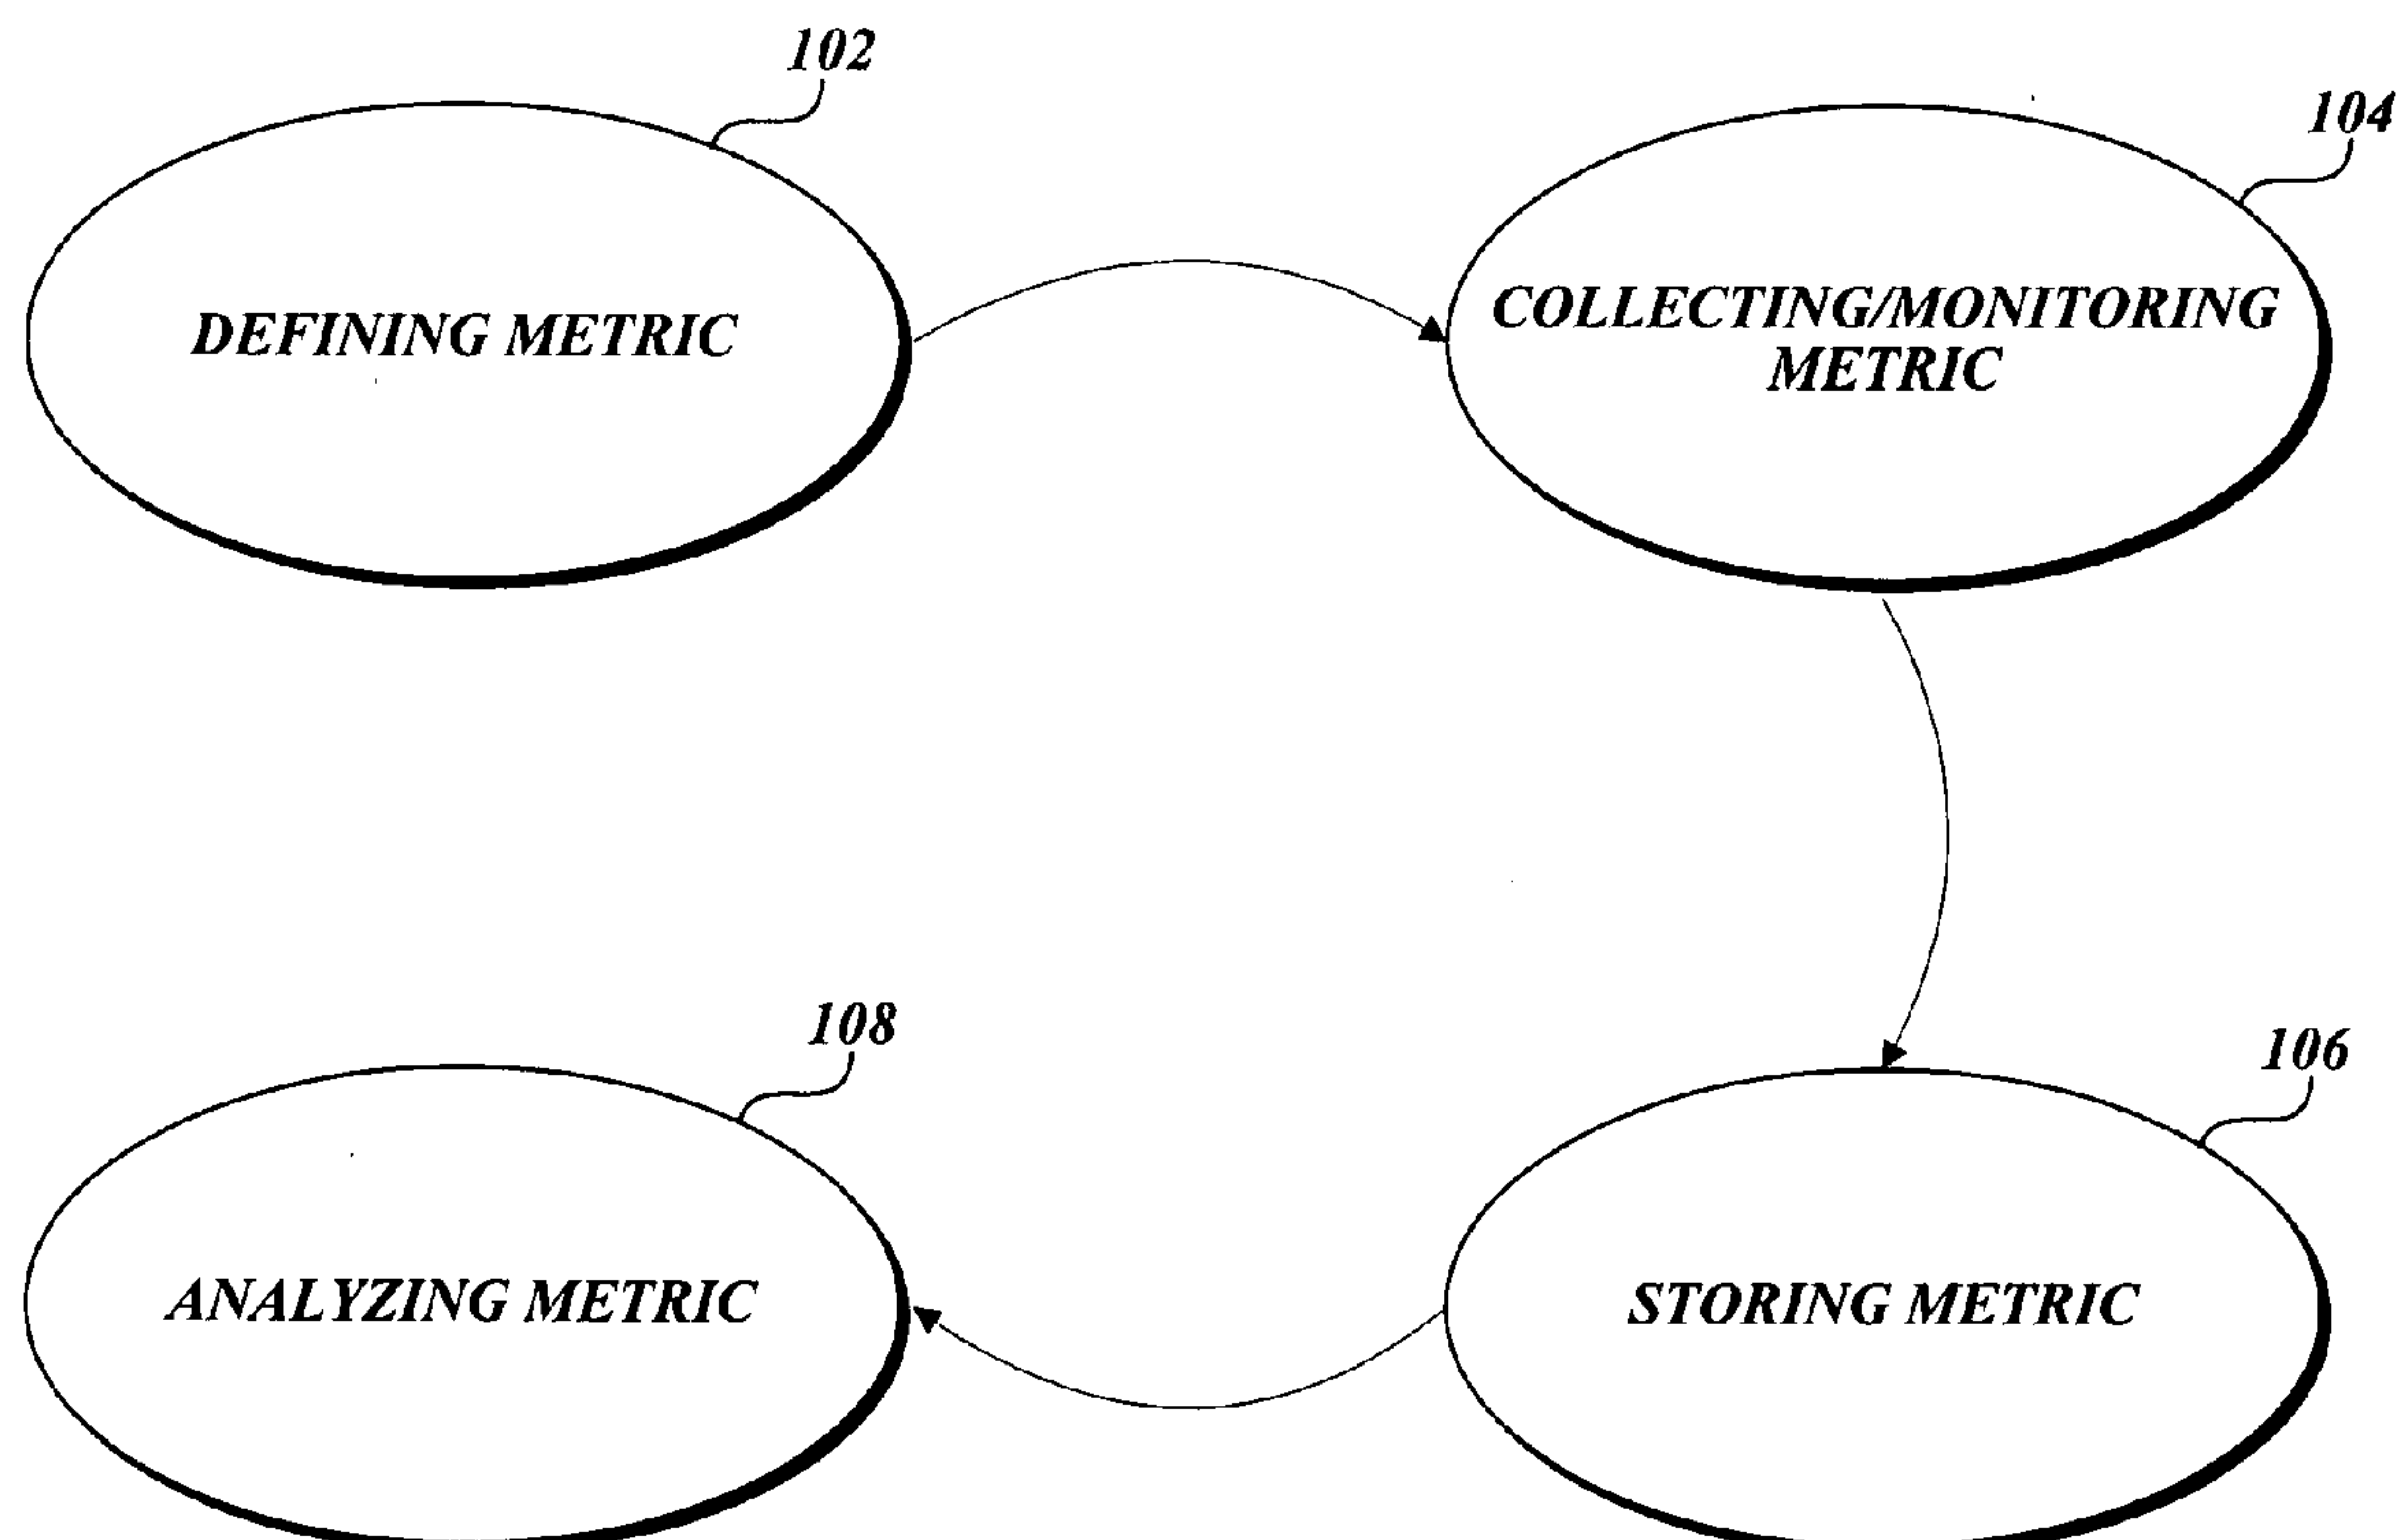 102
DEFINING METRIC
104
COLLECTING/MONITORING
METRIC
108
ANALYZING METRIC
106
STORING METRIC